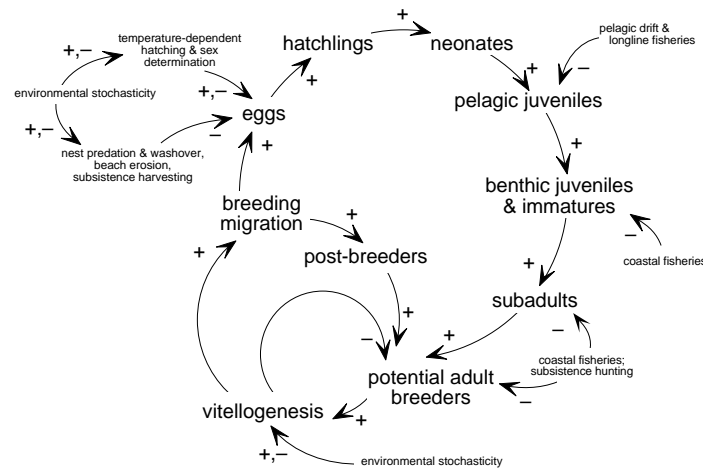 temperature-dependent
hatching & sex
determination
+,-
environmental stochasticity
+,-
+,-
nest predation & washover,
beach erosion,
subsistence harvesting
-
eggs
+
hatchlings
+
neonates
+
pelagic drift &
longline fisheries
-
pelagic juveniles
+
benthic juveniles
& immatures
-
coastal fisheries
+
subadults
-
coastal fisheries;
subsistence hunting
-
+
potential adult
breeders
+
vitellogenesis
+,-
environmental stochasticity
-
+
breeding
migration
+
+
post-breeders
+